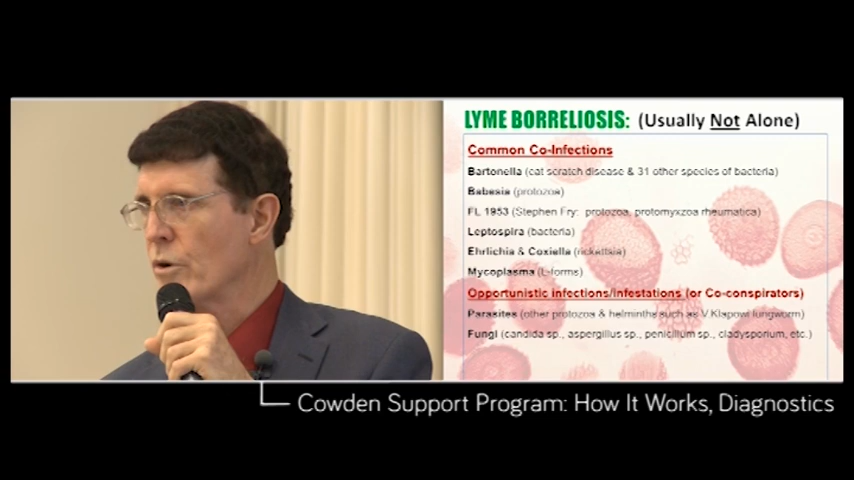 LYME BORRELIOSIS: (Usually Not Alone)
Common Co-Infections
Bartonella (cat scratch disease & 31 other species of bacteria)
Babesia (protozoa)
FL 1953 (Stephen Fry: protozoa, protomyxzoa rheumatica)
Leptospira (bacteria)
Ehrlichia & Coxiella (rickettsia)
Mycoplasma (L-forms)
Opportunistic infections/Infestations (or Co-conspirators)
Parasites (other protozoa & helminths such as V.Klapowi lungworm)
Fungi (candida sp., aspergillus sp., penicillum sp., cladysporium, etc.)
Cowden Support Program: How It Works, Diagnostics